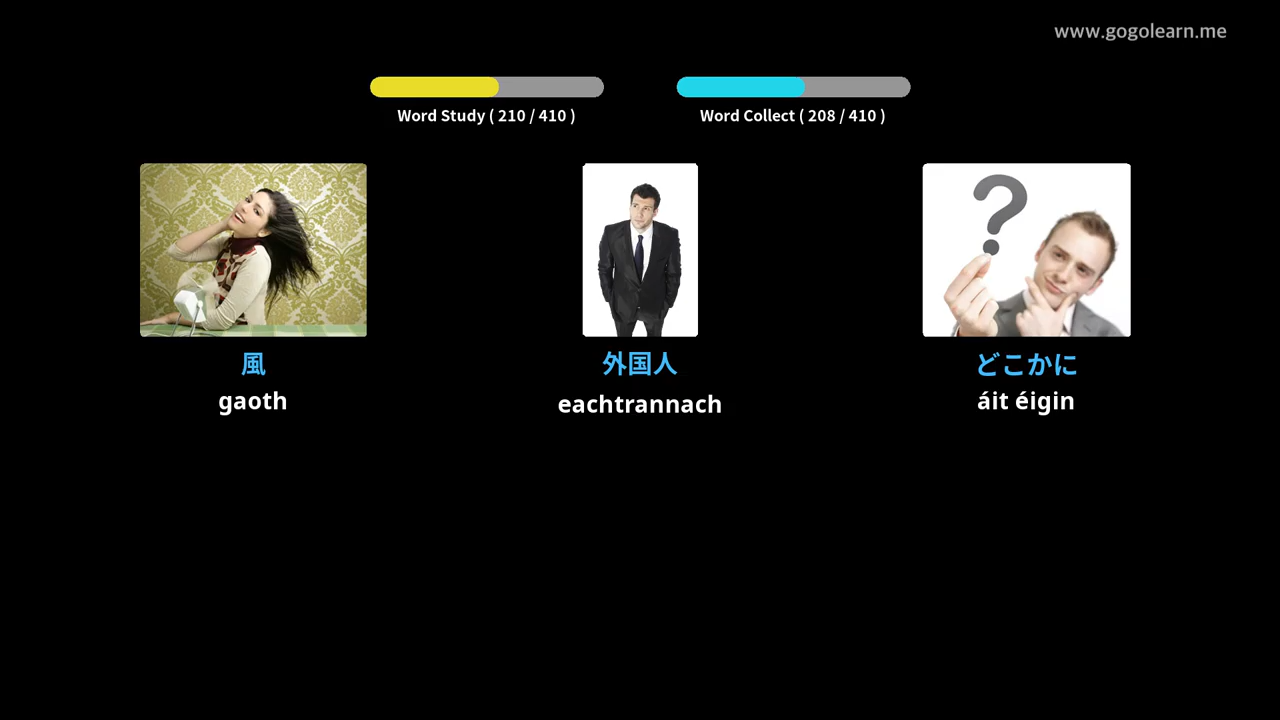 www.gogolearn.me
Word Study ( 210 / 410 )
Word Collect ( 208 / 410 )
?
風
外国人
どこかに
gaoth
eachtrannach
áit éigin